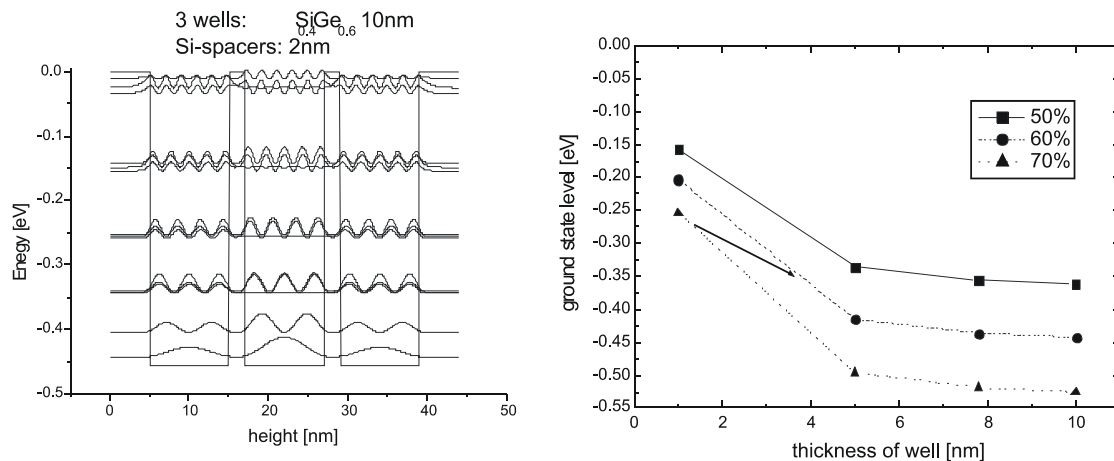 3 wells: SiGe 10nm
0.4 0.6
Si-spacers: 2nm
0.0
-0.1
-0.2
-0.3
-0.4
-0.5
Enegy [eV]
0 10 20 30 40 50
height [nm]
0.00
-0.05
-0.10
-0.15
-0.20
-0.25
-0.30
-0.35
-0.40
-0.45
-0.50
-0.55
ground state level [eV]
50%
60%
70%
0 2 4 6 8 10
thickness of well [nm]